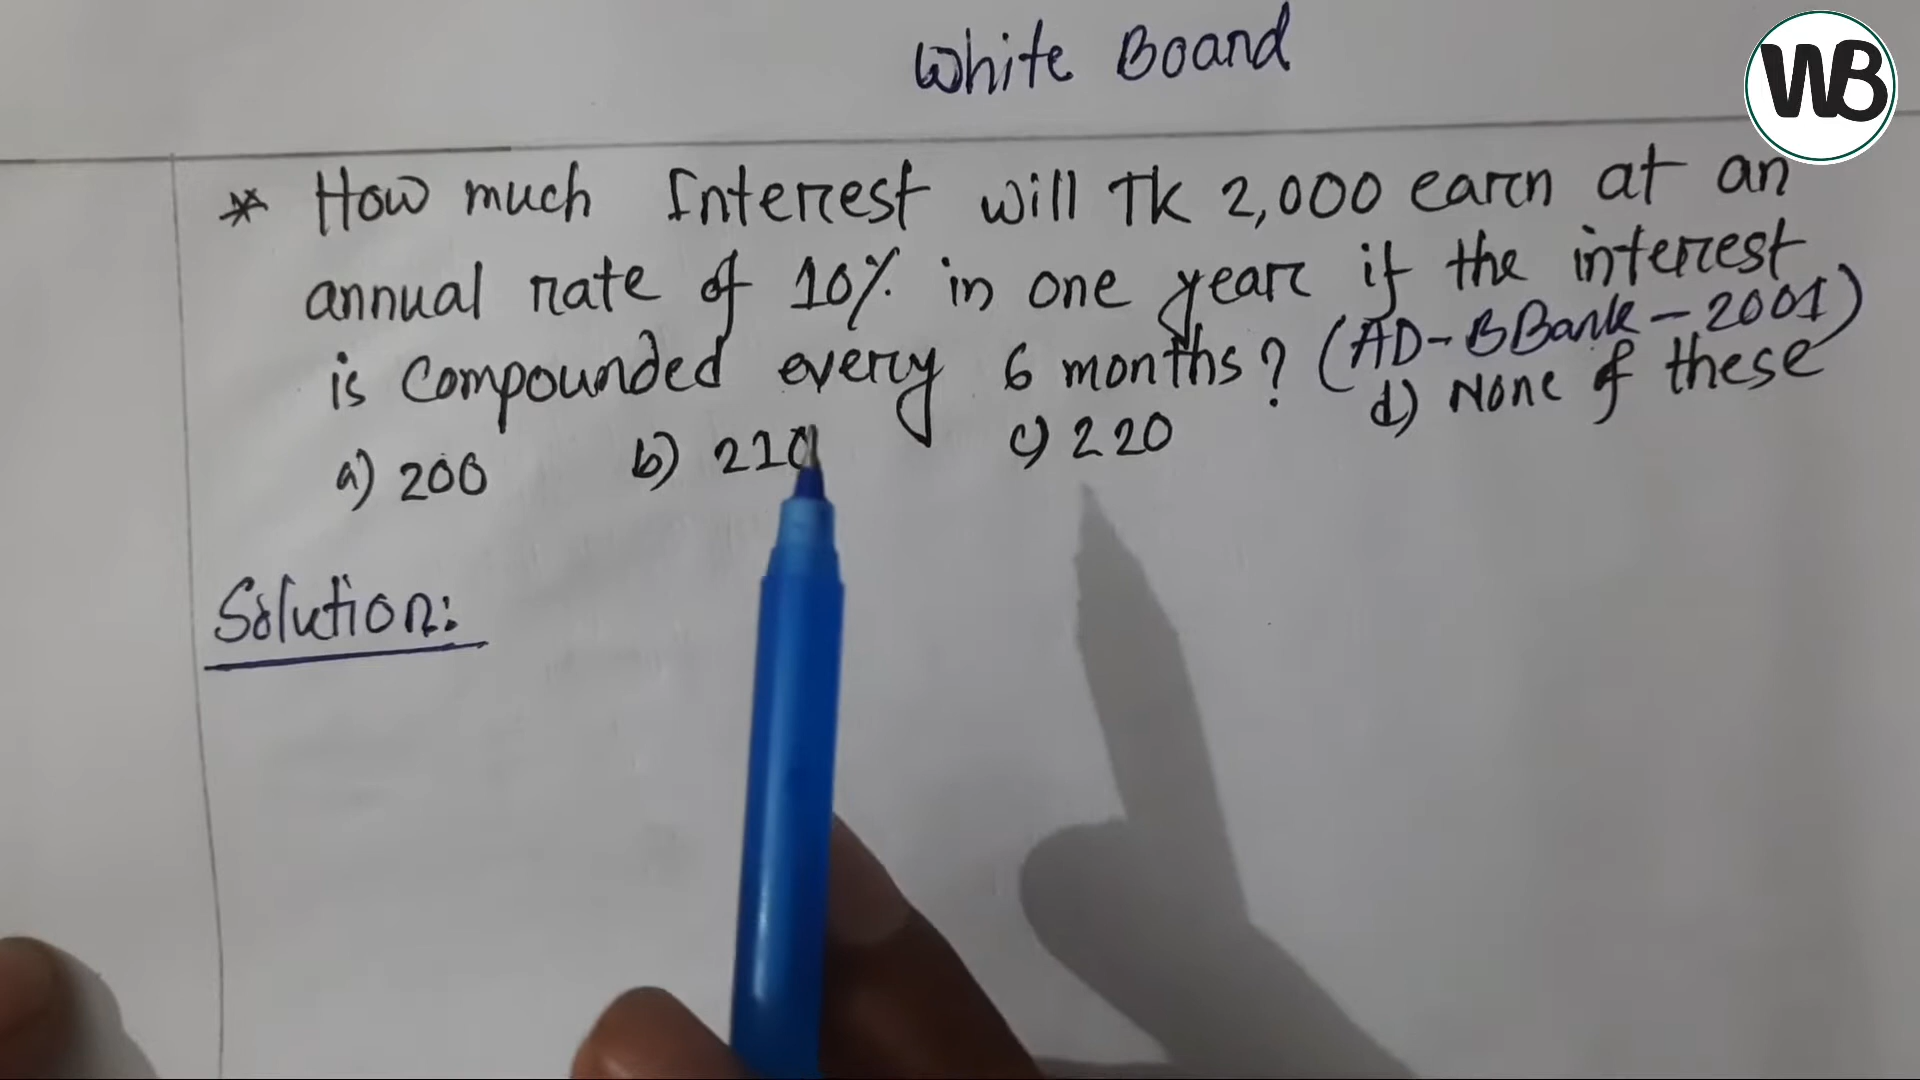 White Board
WB
* How much Interest will Tk 2,000 earn at an
annual rate of 10% in one year if the interest
is compounded every 6 months? (AD-BBank-2001)
a) 200 b) 210 c) 220 d) None of these
Solution: